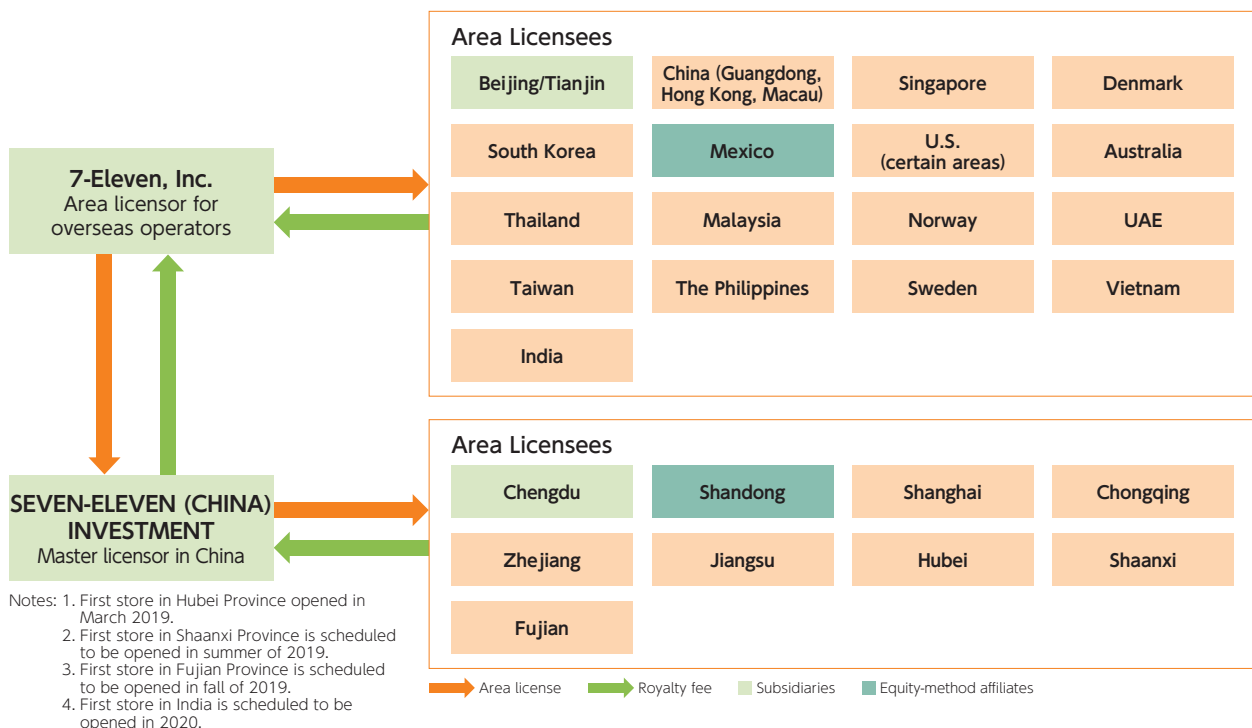 7-Eleven, Inc.
Area licensor for
overseas operators
SEVEN-ELEVEN (CHINA)
INVESTMENT
Master licensor in China
Notes: 1. First store in Hubei Province opened in
March 2019.
2. First store in Shaanxi Province is scheduled
to be opened in summer of 2019.
3. First store in Fujian Province is scheduled
to be opened in fall of 2019.
4. First store in India is scheduled to be
opened in 2020.
Area Licensees
Beijing/Tianjin
China (Guangdong,
Hong Kong, Macau)
Singapore
Denmark
South Korea
Mexico
U.S.
(certain areas)
Australia
Thailand
Malaysia
Norway
UAE
Taiwan
The Philippines
Sweden
Vietnam
India
Area Licensees
Chengdu
Shandong
Shanghai
Chongqing
Zhejiang
Jiangsu
Hubei
Shaanxi
Fujian
Area license
Royalty fee
Subsidiaries
Equity-method affiliates